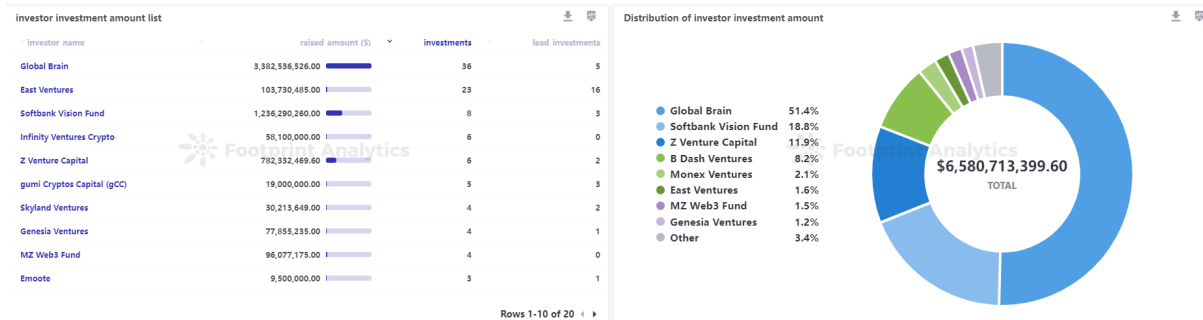 investor investment amount list
investor name raised amount ($) investments lead investments
Global Brain 3,382,536,526.00 36 5
East Ventures 103,730,485.00 23 16
Softbank Vision Fund 1,236,290,260.00 8 3
Infinity Ventures Crypto 58,100,000.00 6 0
Z Venture Capital 782,332,469.60 6 2
gumi Cryptos Capital (gCC) 19,000,000.00 5 3
Skyland Ventures 30,213,649.00 4 2
Genesia Ventures 77,855,235.00 4 1
MZ Web3 Fund 96,077,175.00 4 0
Emoote 9,500,000.00 3 1
Rows 1-10 of 20
Footprint Analytics
Distribution of investor investment amount
Global Brain 51.4%
Softbank Vision Fund 18.8%
Z Venture Capital 11.9%
B Dash Ventures 8.2%
Monex Ventures 2.1%
East Ventures 1.6%
MZ Web3 Fund 1.5%
Genesia Ventures 1.2%
Other 3.4%
$6,580,713,399.60
TOTAL
Footprint Analytics